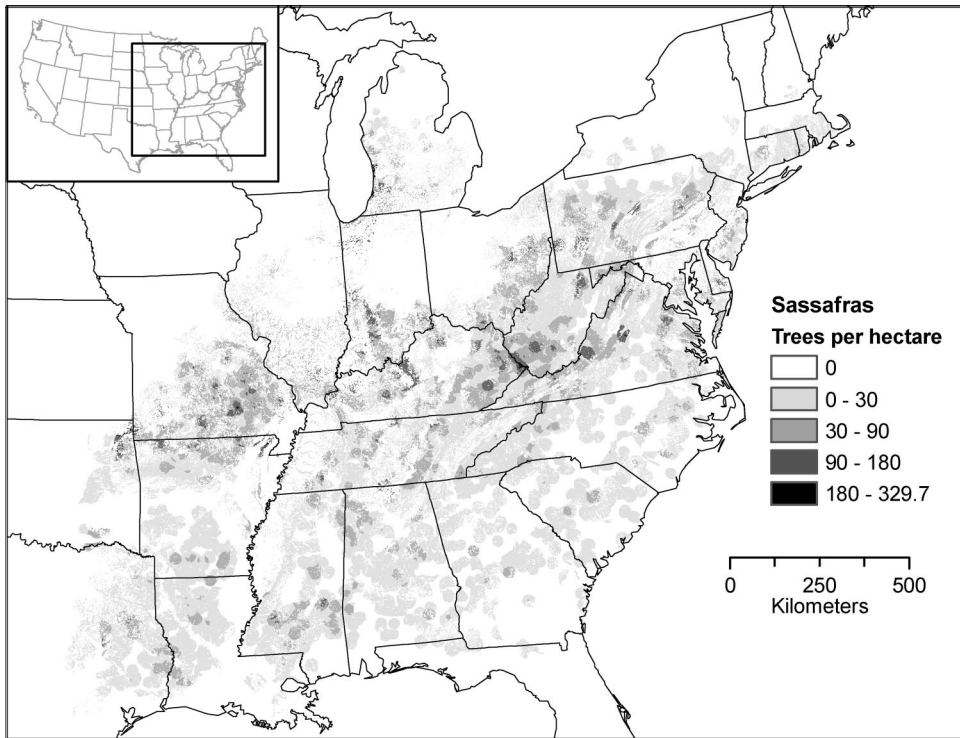 Sassafras
Trees per hectare
0
0 - 30
30 - 90
90 - 180
180 - 329.7
0 250 500
Kilometers